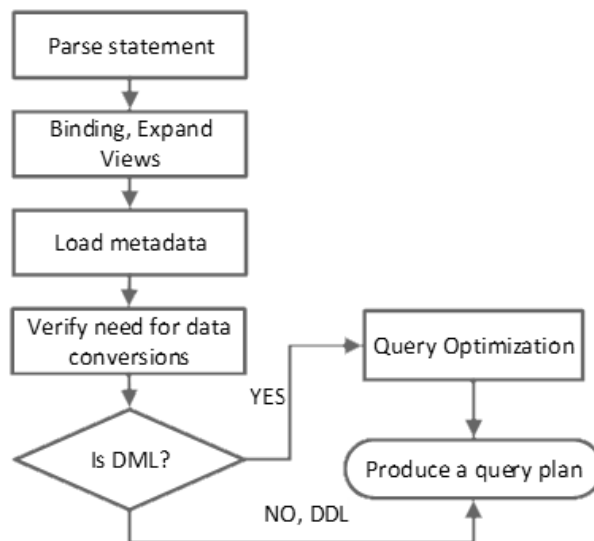 Parse statement
Binding, Expand
Views
Load metadata
Verify need for data
conversions
Query Optimization
YES
Is DML?
Produce a query plan
NO, DDL